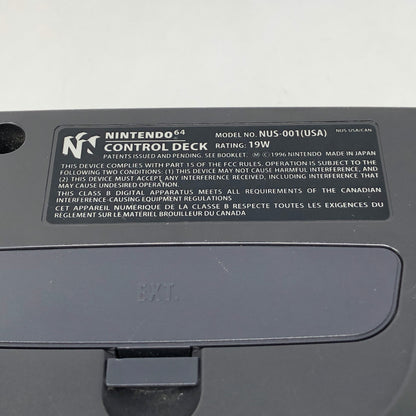 NINTENDO 64 MODEL NO. NUS-001(USA) NUS USA/CAN
CONTROL DECK RATING: 19W
PATENTS ISSUED AND PENDING. SEE BOOKLET. Ⓜ © 1996 NINTENDO MADE IN JAPAN
THIS DEVICE COMPLIES WITH PART 15 OF THE FCC RULES. OPERATION IS SUBJECT TO THE
FOLLOWING TWO CONDITIONS: (1) THIS DEVICE MAY NOT CAUSE HARMFUL INTERFERENCE, AND
(2) THIS DEVICE MUST ACCEPT ANY INTERFERENCE RECEIVED, INCLUDING INTERFERENCE THAT
MAY CAUSE UNDESIRED OPERATION.
THIS CLASS B DIGITAL APPARATUS MEETS ALL REQUIREMENTS OF THE CANADIAN
INTERFERENCE-CAUSING EQUIPMENT REGULATIONS
CET APPAREIL NUMERIQUE DE LA CLASSE B RESPECTE TOUTES LES EXIGENCES DU
RÈGLEMENT SUR LE MATERIEL BROUILLEUR DU CANADA
EXT.